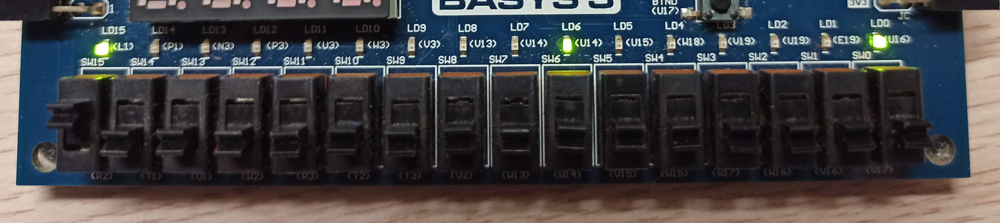 1
BASYS 3
BTND
(U17)
3V3
JC
LD15 LD14 LD13 LD12 LD11 LD10 LD9 LD8 LD7 LD6 LD5 LD4 LD3 LD2 LD1 LD0
(L1) (P1) (N3) (P3) (U3) (W3) (V3) (V13) (V14) (U14) (U15) (W18) (V19) (U19) (E19) (U16)
SW15 SW14 SW13 SW12 SW11 SW10 SW9 SW8 SW7 SW6 SW5 SW4 SW3 SW2 SW1 SW0
(R2) (T1) (U1) (W2) (R3) (T2) (T3) (V2) (W13) (W14) (V15) (W15) (W17) (W16) (V16) (V17)